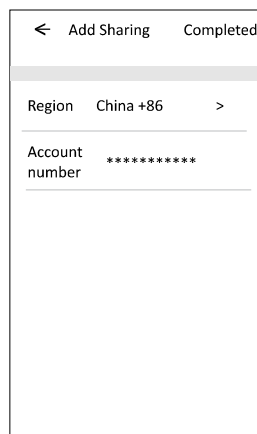 ← Add Sharing Completed
Region China +86 >
Account
number ***********